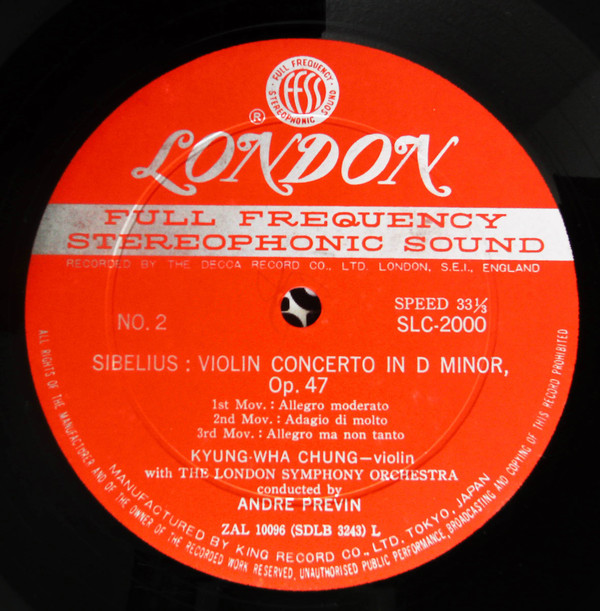 FULL FREQUENCY
FFSS
STEREOPHONIC SOUND
®
LONDON
FULL FREQUENCY
STEREOPHONIC SOUND
RECORDED BY THE DECCA RECORD CO., LTD. LONDON, S.E.I., ENGLAND
NO. 2
SPEED 33⅓
SLC-2000
SIBELIUS : VIOLIN CONCERTO IN D MINOR,
Op. 47
1st Mov. : Allegro moderato
2nd Mov. : Adagio di molto
3rd Mov. : Allegro ma non tanto
KYUNG-WHA CHUNG—violin
with THE LONDON SYMPHONY ORCHESTRA
conducted by
ANDRE PREVIN
ZAL 10096 (SDLB 3243) L
MANUFACTURED BY KING RECORD CO., LTD. TOKYO, JAPAN
ALL RIGHTS OF THE MANUFACTURER AND OF THE OWNER OF THE RECORDED WORK RESERVED, UNAUTHORISED PUBLIC PERFORMANCE, BROADCASTING AND COPYING OF THIS RECORD PROHIBITED